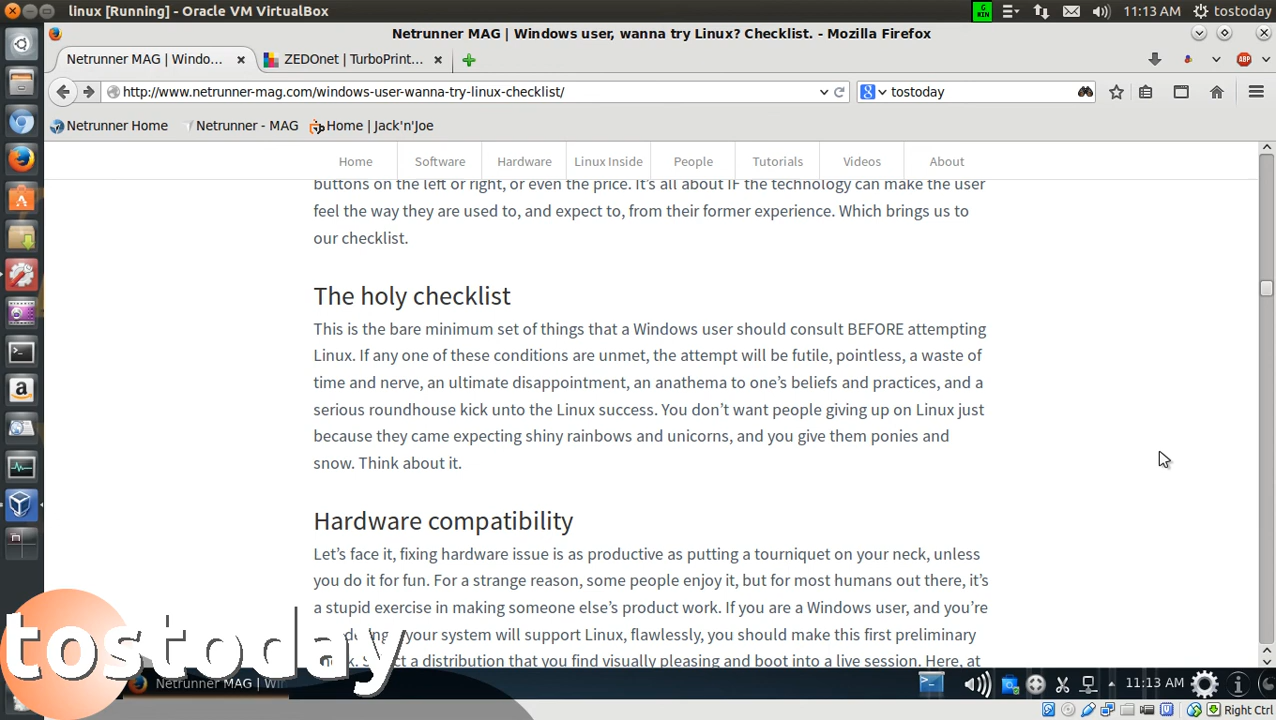 linux [Running] - Oracle VM VirtualBox
11:13 AM tostoday
Netrunner MAG | Windows user, wanna try Linux? Checklist. - Mozilla Firefox
Netrunner MAG | Windo...
ZEDOnet | TurboPrint...
ABP
http://www.netrunner-mag.com/windows-user-wanna-try-linux-checklist/
tostoday
Netrunner Home
Netrunner - MAG
Home | Jack'n'Joe
Home
Software
Hardware
Linux Inside
People
Tutorials
Videos
About
buttons on the left or right, or even the price. It's all about IF the technology can make the user
feel the way they are used to, and expect to, from their former experience. Which brings us to
our checklist.
The holy checklist
This is the bare minimum set of things that a Windows user should consult BEFORE attempting
Linux. If any one of these conditions are unmet, the attempt will be futile, pointless, a waste of
time and nerve, an ultimate disappointment, an anathema to one's beliefs and practices, and a
serious roundhouse kick unto the Linux success. You don't want people giving up on Linux just
because they came expecting shiny rainbows and unicorns, and you give them ponies and
snow. Think about it.
Hardware compatibility
Let's face it, fixing hardware issue is as productive as putting a tourniquet on your neck, unless
you do it for fun. For a strange reason, some people enjoy it, but for most humans out there, it's
a stupid exercise in making someone else's product work. If you are a Windows user, and you're
your system will support Linux, flawlessly, you should make this first preliminary
a distribution that you find visually pleasing and boot into a live session. Here, at
tostoday
Netrunner MAG | Wi
11:13 AM
Right Ctrl